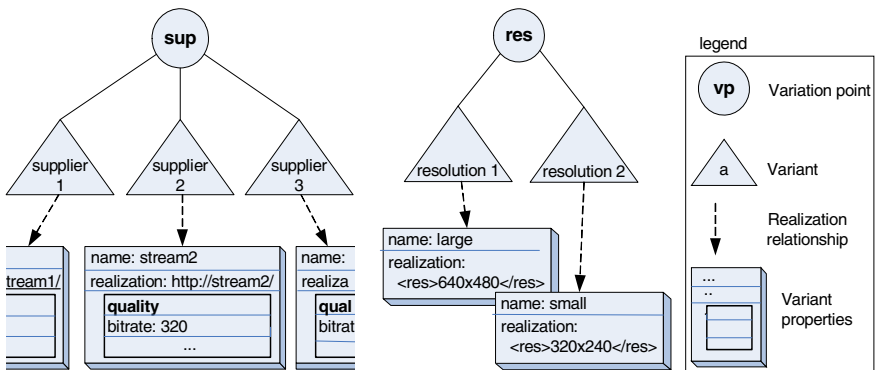 sup
supplier
1
supplier
2
supplier
3
tream1/
name: stream2
realization: http://stream2/
quality
bitrate: 320
...
name:
realiza
qual
bitrat
res
resolution 1
resolution 2
name: large
realization:
<res>640x480</res>
name: small
realization:
<res>320x240</res>
legend
vp
Variation point
a
Variant
Realization
relationship
...
..
Variant
properties